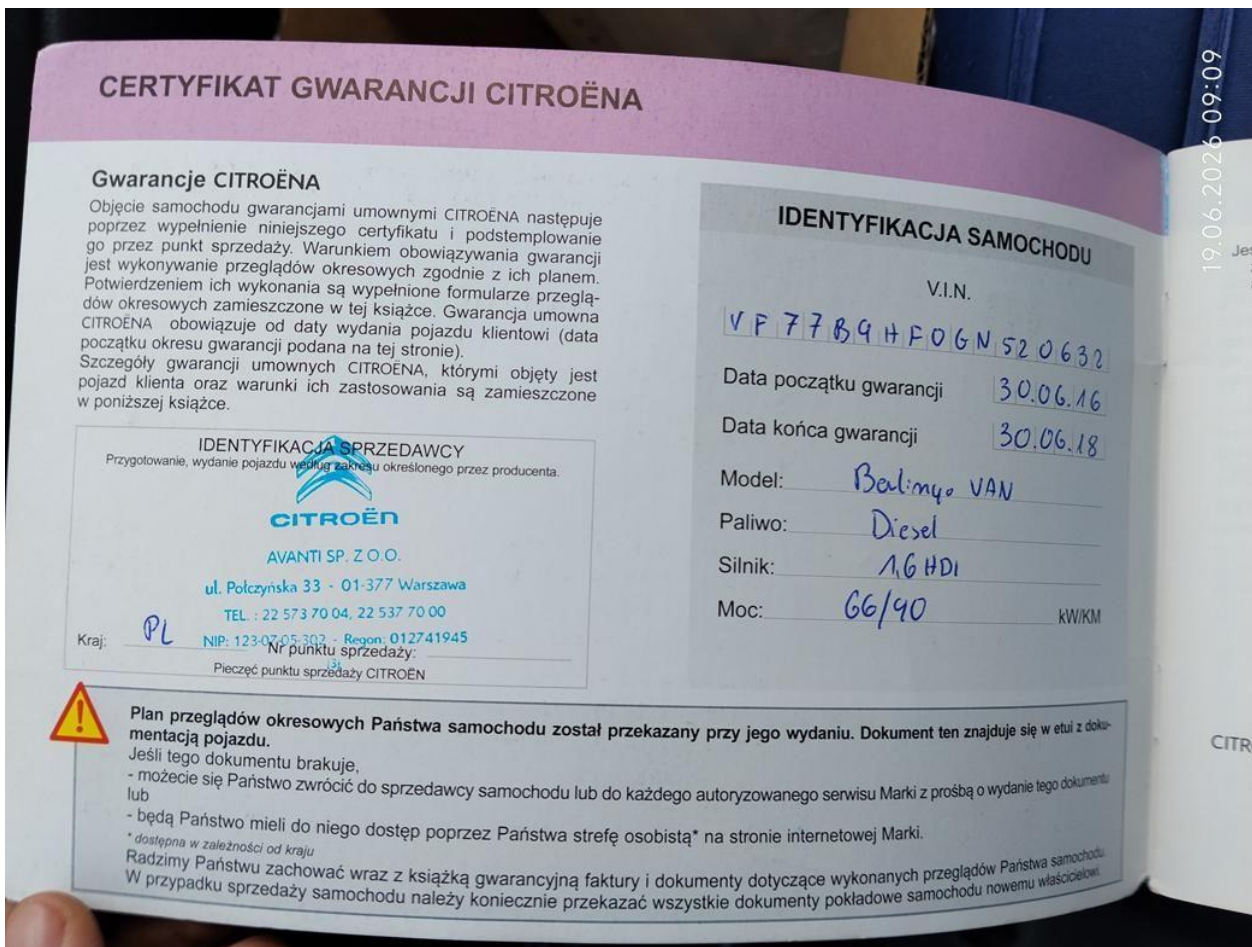 CERTYFIKAT GWARANCJI CITROËNA
Gwarancje CITROËNA
Objęcie samochodu gwarancjami umownymi CITROËNA następuje
poprzez wypełnienie niniejszego certyfikatu i podstemplowanie
go przez punkt sprzedaży. Warunkiem obowiązywania gwarancji
jest wykonywanie przeglądów okresowych zgodnie z ich planem.
Potwierdzeniem ich wykonania są wypełnione formularze przeglą-
dów okresowych zamieszczone w tej książce. Gwarancja umowna
CITROËNA obowiązuje od daty wydania pojazdu klientowi (data
początku okresu gwarancji podana na tej stronie).
Szczegóły gwarancji umownych CITROËNA, którymi objęty jest
pojazd klienta oraz warunki ich zastosowania są zamieszczone
w poniższej książce.
IDENTYFIKACJA SPRZEDAWCY
Przygotowanie, wydanie pojazdu według zakresu określonego przez producenta.
CITROËN
AVANTI SP. Z O.O.
ul. Połczyńska 33 - 01-377 Warszawa
TEL. : 22 573 70 04, 22 537 70 00
NIP: 123-07-05-302 - Regon: 012741945
Kraj: PL Nr punktu sprzedaży:
(3)
Pieczęć punktu sprzedaży CITROËN
IDENTYFIKACJA SAMOCHODU
V.I.N.
VF77B9HF0GN520632
Data początku gwarancji 30.06.16
Data końca gwarancji 30.06.18
Model: Berlingo VAN
Paliwo: Diesel
Silnik: 1,6 HDI
Moc: 66/90 kW/KM
Plan przeglądów okresowych Państwa samochodu został przekazany przy jego wydaniu. Dokument ten znajduje się w etui z doku-
mentacją pojazdu.
Jeśli tego dokumentu brakuje,
- możecie się Państwo zwrócić do sprzedawcy samochodu lub do każdego autoryzowanego serwisu Marki z prośbą o wydanie tego dokumentu
lub
- będą Państwo mieli do niego dostęp poprzez Państwa strefę osobistą* na stronie internetowej Marki.
* dostępna w zależności od kraju
Radzimy Państwu zachować wraz z książką gwarancyjną faktury i dokumenty dotyczące wykonanych przeglądów Państwa samochodu.
W przypadku sprzedaży samochodu należy koniecznie przekazać wszystkie dokumenty pokładowe samochodu nowemu właścicielowi.
19.06.2026 09:09
Jeś
CITR